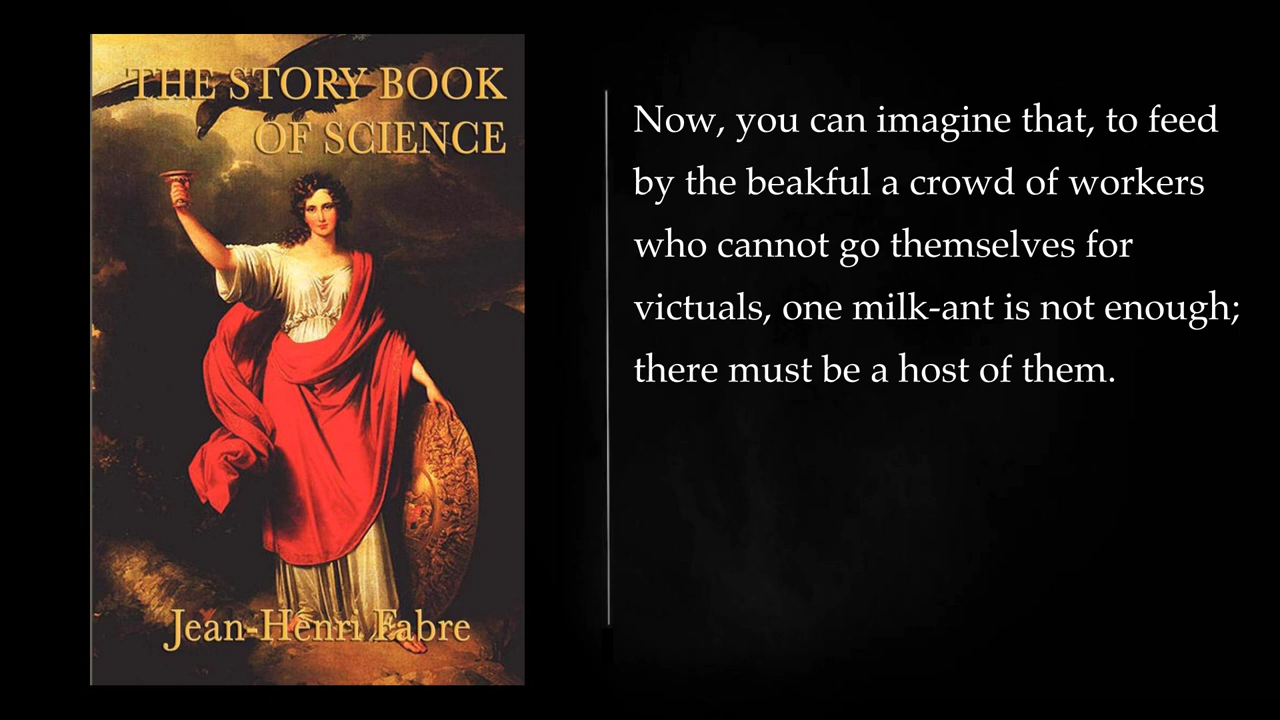 THE STORY BOOK
OF SCIENCE
Jean-Henri Fabre
Now, you can imagine that, to feed
by the beakful a crowd of workers
who cannot go themselves for
victuals, one milk-ant is not enough;
there must be a host of them.